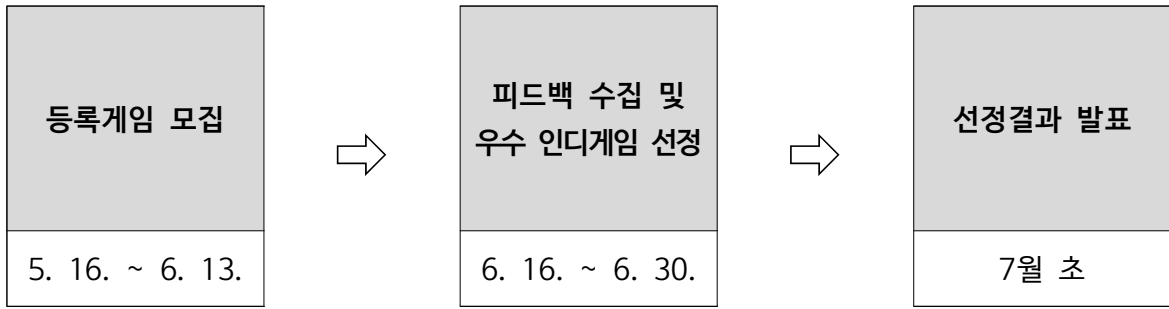 등록게임 모집
5. 16. ~ 6. 13.
피드백 수집 및
우수 인디게임 선정
6. 16. ~ 6. 30.
선정결과 발표
7월 초